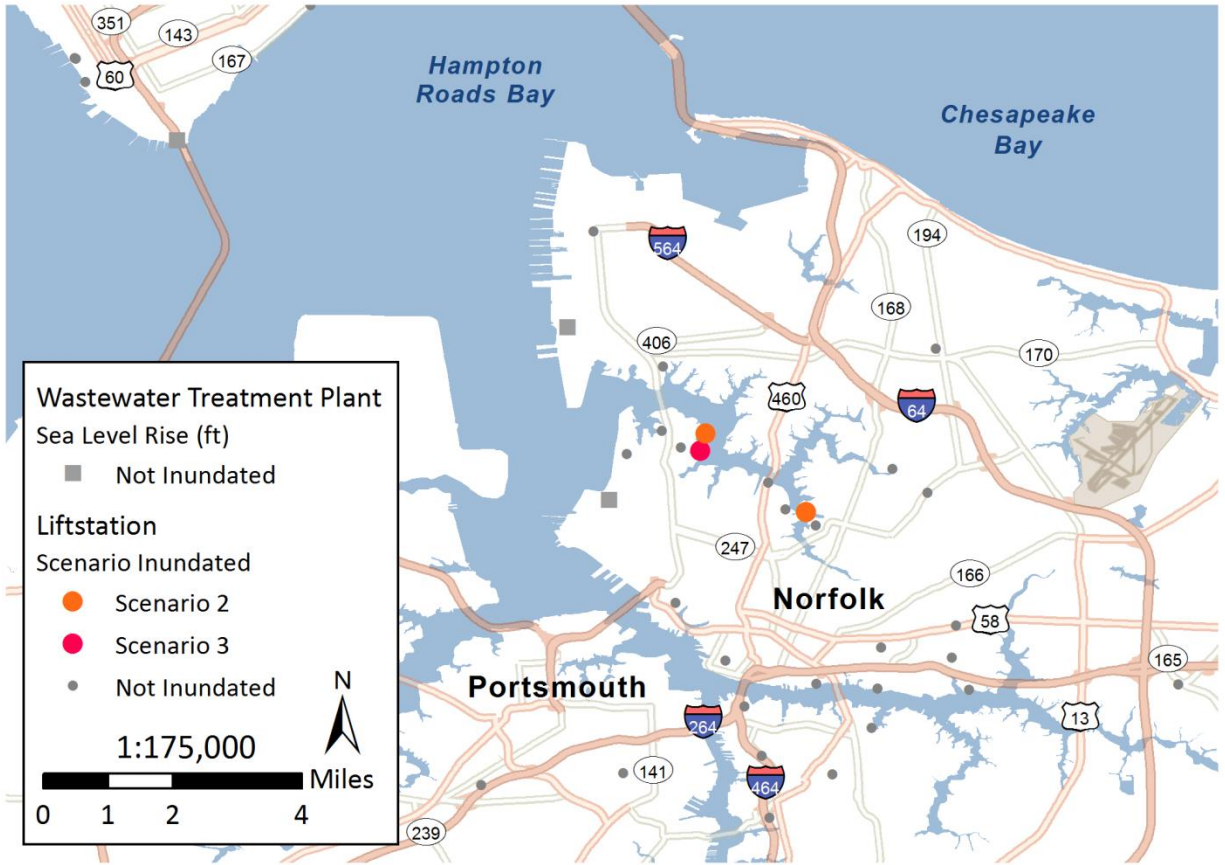 351
143
167
60
Hampton
Roads Bay
Chesapeake
Bay
194
564
168
406
170
460
64
247
166
Norfolk
58
165
Portsmouth
13
264
141
464
239
Wastewater Treatment Plant
Sea Level Rise (ft)
Not Inundated
Liftstation
Scenario Inundated
Scenario 2
Scenario 3
Not Inundated
N
1:175,000
Miles
0 1 2 4